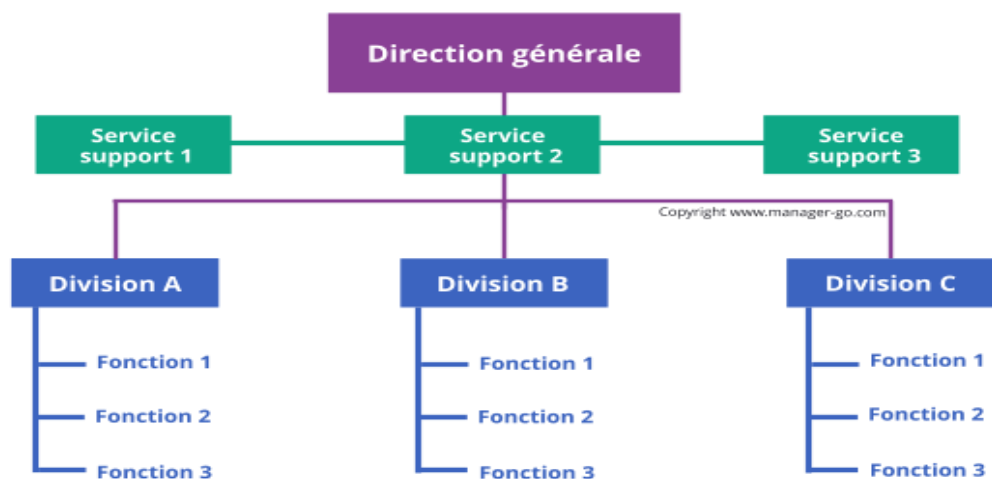 Direction générale
Service
support 1
Service
support 2
Service
support 3
Copyright www.manager-go.com
Division A
Division B
Division C
Fonction 1
Fonction 2
Fonction 3
Fonction 1
Fonction 2
Fonction 3
Fonction 1
Fonction 2
Fonction 3